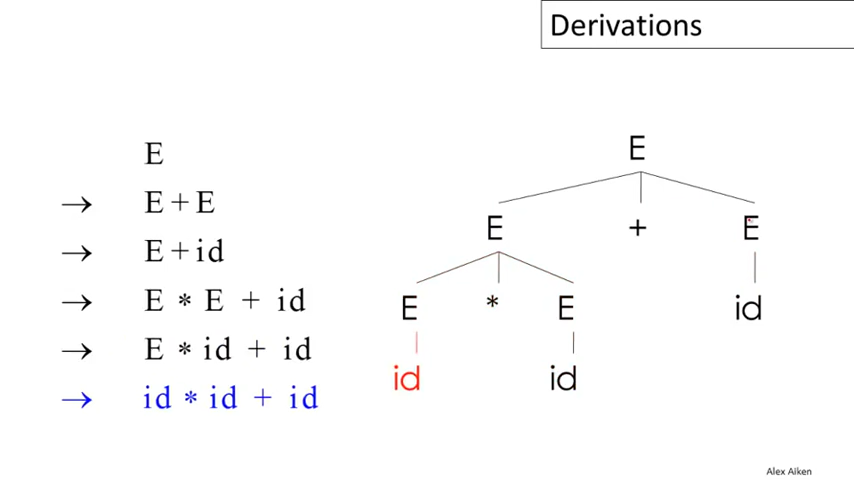 Derivations
E
→ E + E
→ E + id
→ E * E + id
→ E * id + id
→ id * id + id
E
E + E
E * E id
id id
Alex Aiken